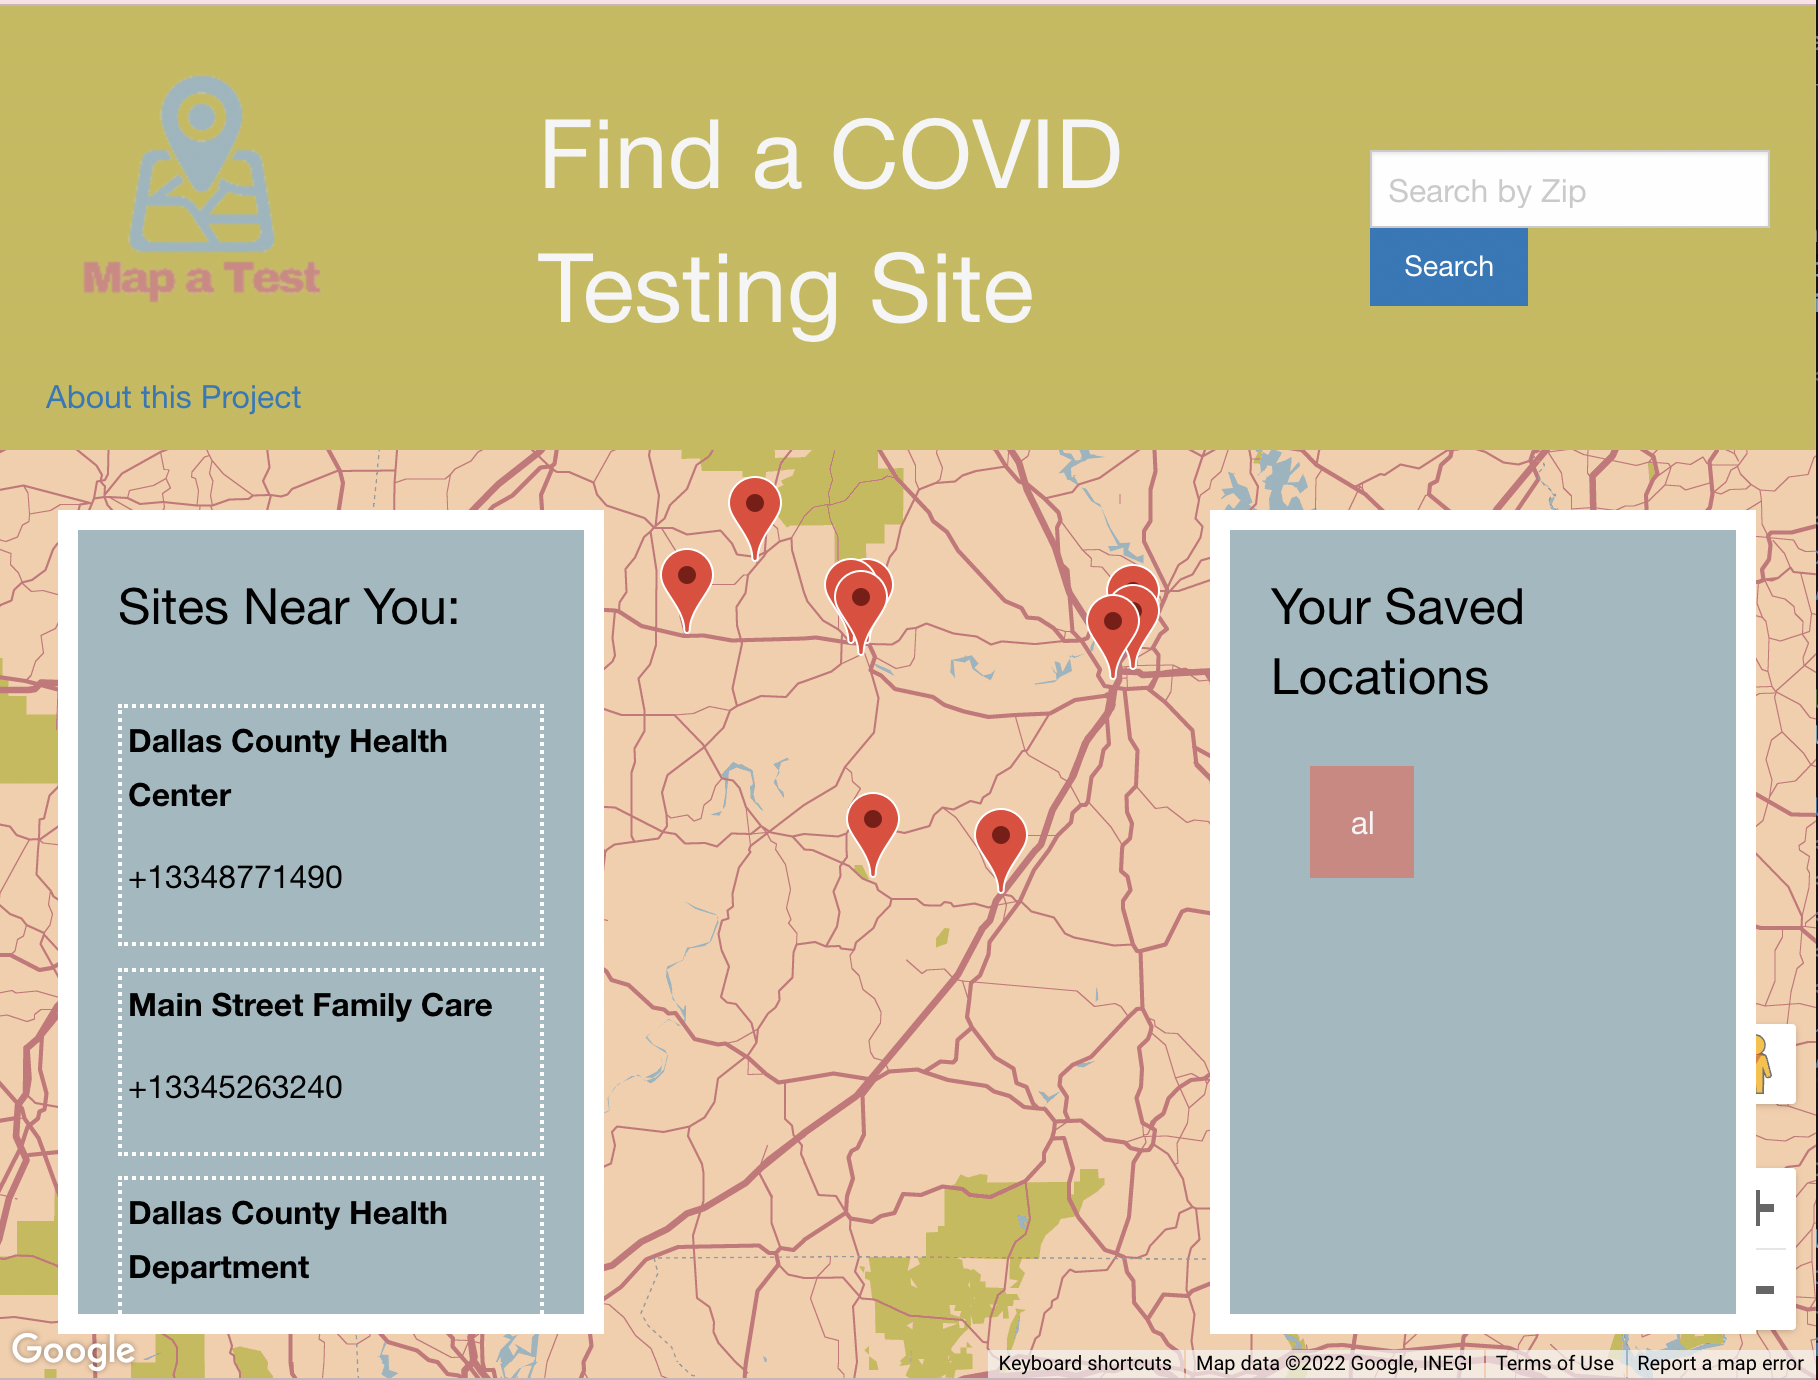 Map a Test
About this Project
Find a COVID
Testing Site
Search by Zip
Search
Sites Near You:
Dallas County Health
Center
+13348771490
Main Street Family Care
+13345263240
Dallas County Health
Department
Your Saved
Locations
al
Google
Keyboard shortcuts
Map data ©2022 Google, INEGI
Terms of Use
Report a map error